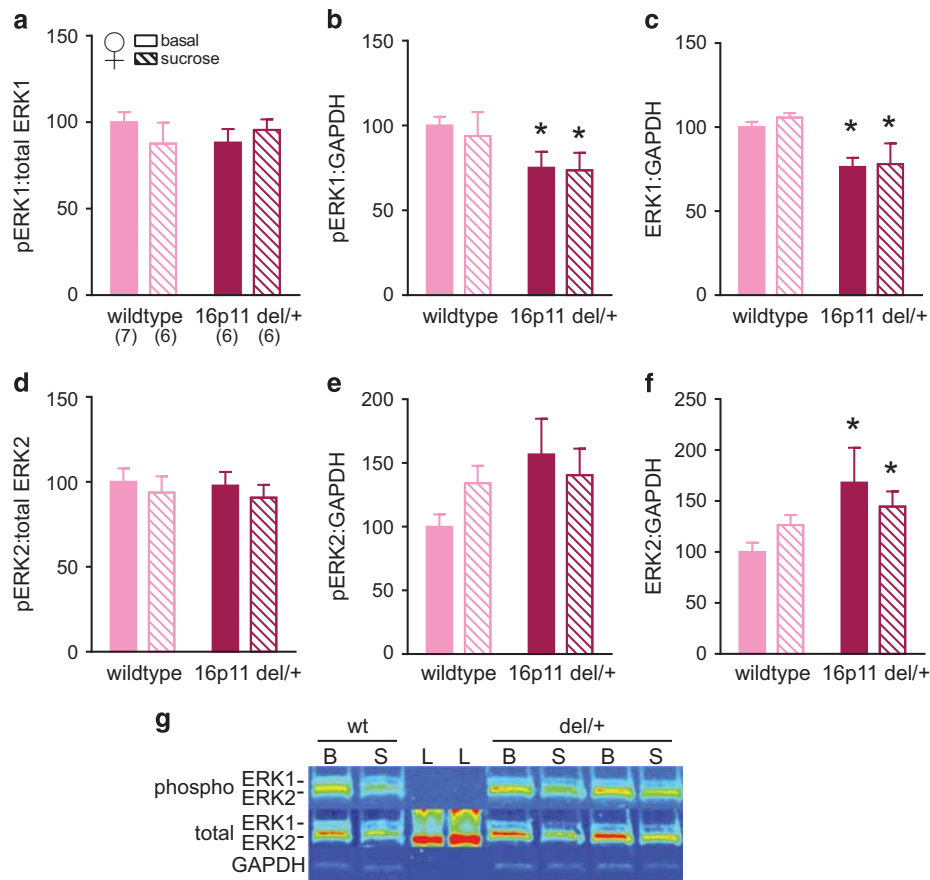 a
pERK1:total ERK1
150
100
50
0
♀
basal
sucrose
wildtype 16p11 del/+
(7) (6) (6) (6)
b
pERK1:GAPDH
150
100
50
0
* *
wildtype 16p11 del/+
c
ERK1:GAPDH
150
100
50
0
* *
wildtype 16p11 del/+
d
pERK2:total ERK2
150
100
50
0
wildtype 16p11 del/+
e
pERK2:GAPDH
200
150
100
50
0
wildtype 16p11 del/+
f
ERK2:GAPDH
250
200
150
100
50
0
* *
wildtype 16p11 del/+
g
wt del/+
B S L L B S B S
phospho ERK1-
ERK2-
total ERK1-
ERK2-
GAPDH